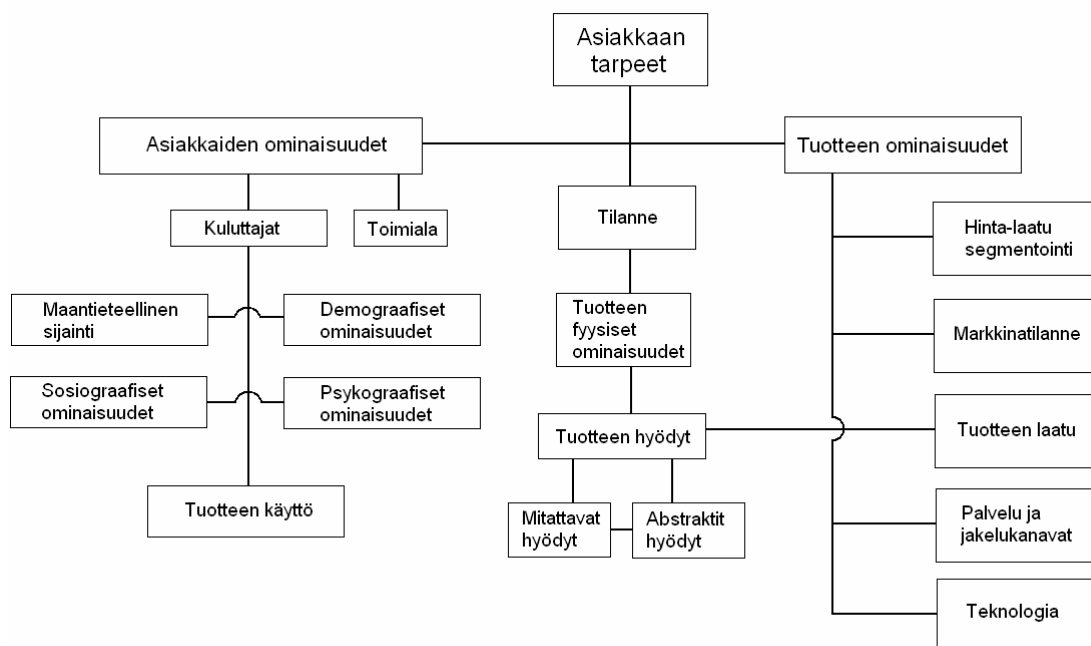 Asiakkaan
tarpeet
Asiakkaiden ominaisuudet
Tuotteen ominaisuudet
Kuluttajat
Toimiala
Tilanne
Hinta-laatu
segmentointi
Maantieteellinen
sijainti
Demograafiset
ominaisuudet
Tuotteen
fyysiset
ominaisuudet
Markkinatilanne
Sosiograafiset
ominaisuudet
Psykograafiset
ominaisuudet
Tuotteen hyödyt
Tuotteen laatu
Tuotteen käyttö
Mitattavat
hyödyt
Abstraktit
hyödyt
Palvelu ja
jakelukanavat
Teknologia